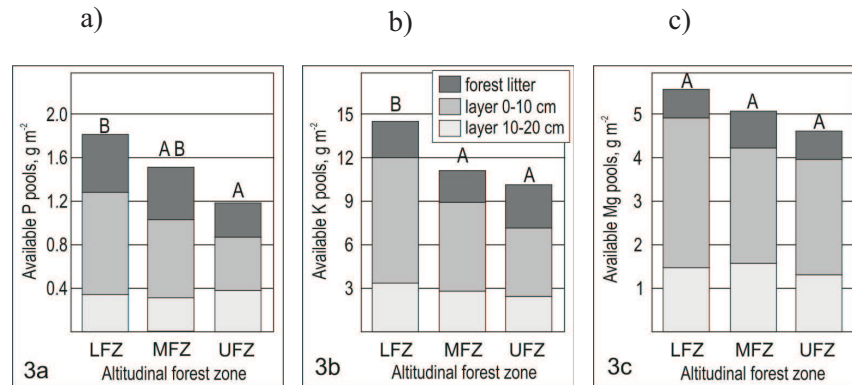 a)
b)
c)
Available P pools, g m⁻²
2.0
1.6
1.2
0.8
0.4
B
A B
A
LFZ MFZ UFZ
3a
Altitudinal forest zone
Available K pools, g m⁻²
15
12
9
6
3
forest litter
layer 0-10 cm
layer 10-20 cm
B
A
A
LFZ MFZ UFZ
3b
Altitudinal forest zone
Available Mg pools, g m⁻²
5
4
3
2
1
A
A
A
LFZ MFZ UFZ
3c
Altitudinal forest zone